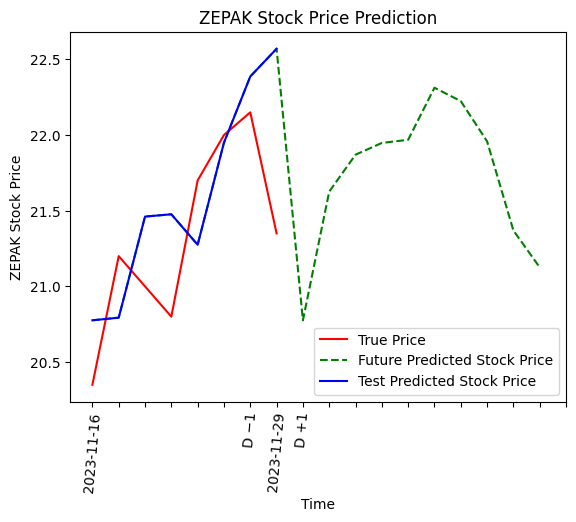 ZEPAK Stock Price Prediction
ZEPAK Stock Price
22.5
22.0
21.5
21.0
20.5
True Price
Future Predicted Stock Price
Test Predicted Stock Price
2023-11-16
D −1
2023-11-29
D +1
Time